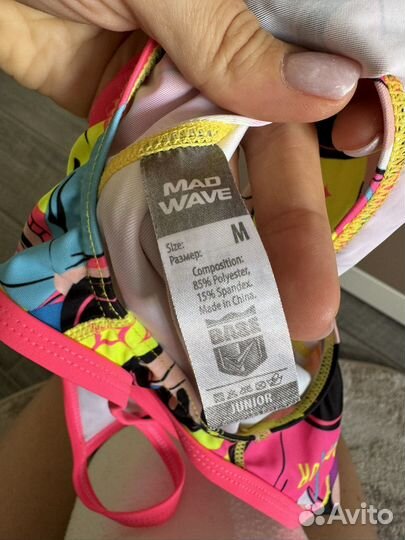 MAD
WAVE
Size:
Размер:
M
Composition:
85% Polyester,
15% Spandex.
Made in China.
BASE
JUNIOR
Avito